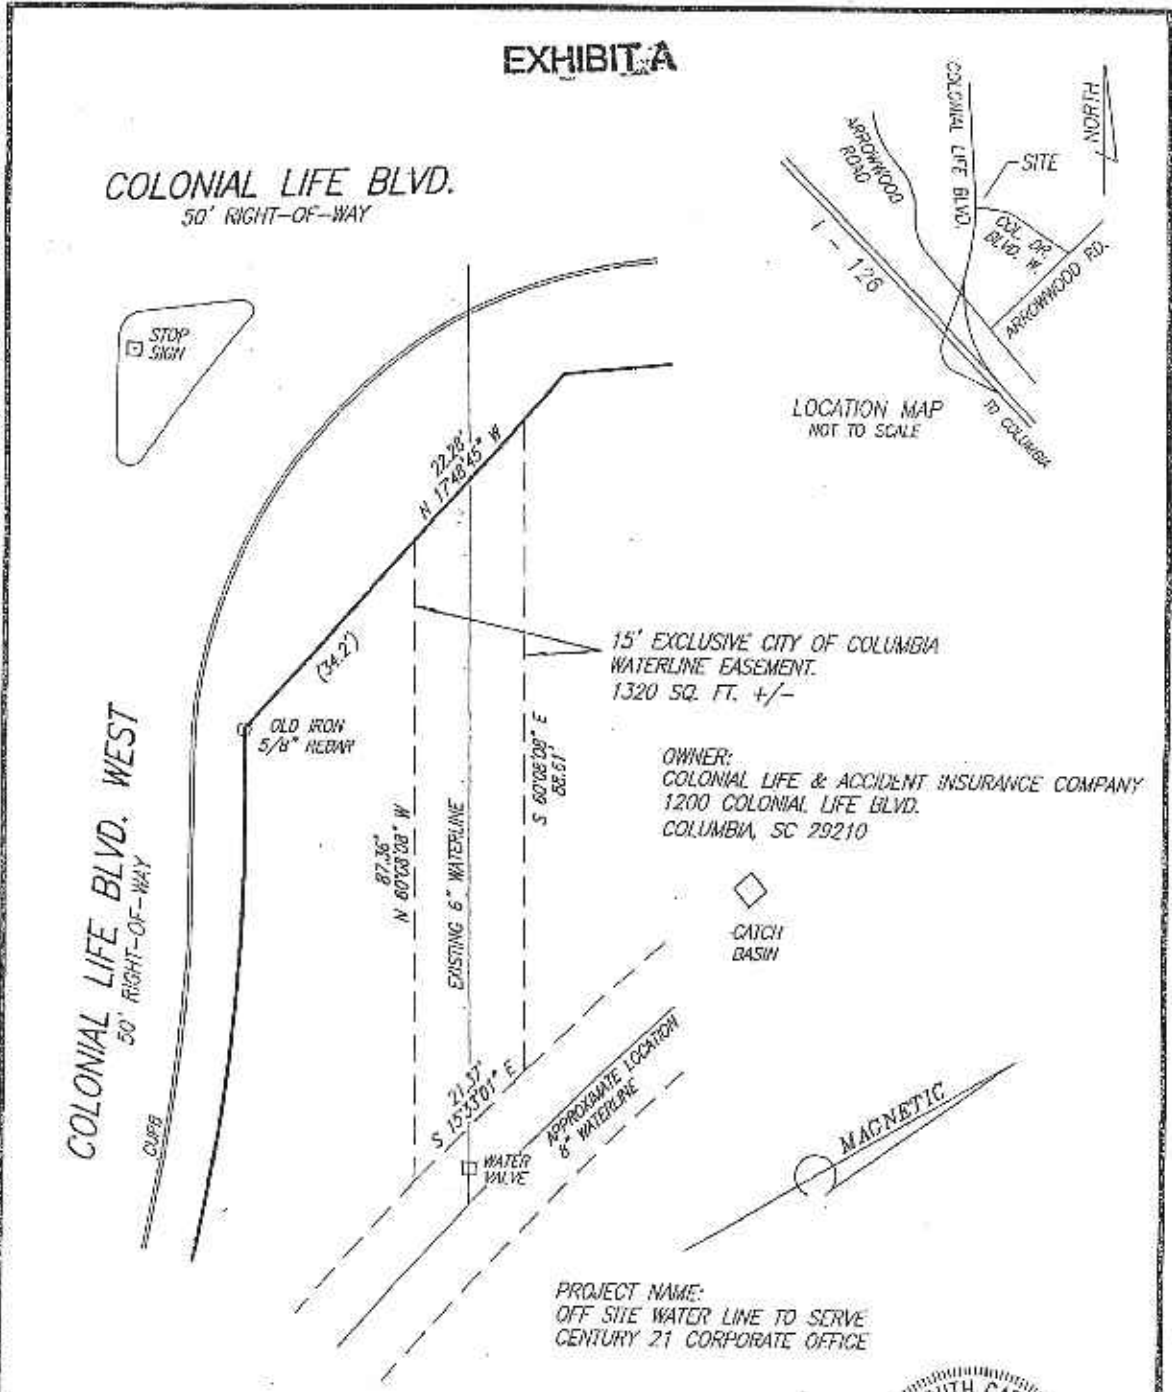 EXHIBIT A
COLONIAL LIFE BLVD.
50' RIGHT-OF-WAY
STOP
SIGN
ARROWWOOD
ROAD
COLONIAL LIFE BLVD.
NORTH
SITE
COL. DR.
BLVD. W.
I - 126
ARROWWOOD RD.
TO COLUMBIA
LOCATION MAP
NOT TO SCALE
22.28'
N 17°48'45" W
(34.2')
15' EXCLUSIVE CITY OF COLUMBIA
WATERLINE EASEMENT.
1320 SQ. FT. +/-
OLD IRON
5/8" REBAR
COLONIAL LIFE BLVD. WEST
50' RIGHT-OF-WAY
CURB
87.36'
N 60°08'08" W
EXISTING 6" WATERLINE
S 60°08'08" E
88.61'
OWNER:
COLONIAL LIFE & ACCIDENT INSURANCE COMPANY
1200 COLONIAL LIFE BLVD.
COLUMBIA, SC 29210
CATCH
BASIN
21.37'
S 15°33'01" E
APPROXIMATE LOCATION
8" WATERLINE
WATER
VALVE
MAGNETIC
PROJECT NAME:
OFF SITE WATER LINE TO SERVE
CENTURY 21 CORPORATE OFFICE